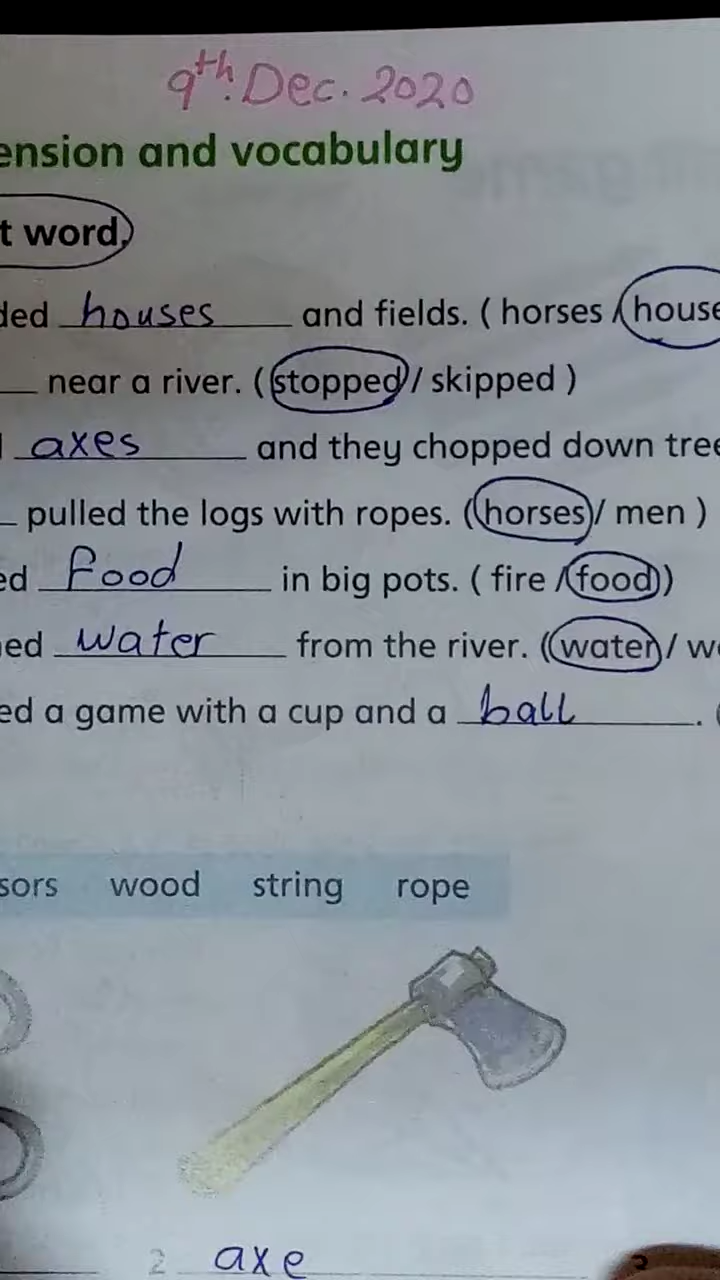 9th. Dec. 2020
ension and vocabulary
t word.
ded houses and fields. ( horses / house
near a river. ( stopped / skipped )
axes and they chopped down tree
pulled the logs with ropes. ( horses / men )
ed food in big pots. ( fire / food )
ed water from the river. ( water / w
ed a game with a cup and a ball . (
sors wood string rope
2 axe